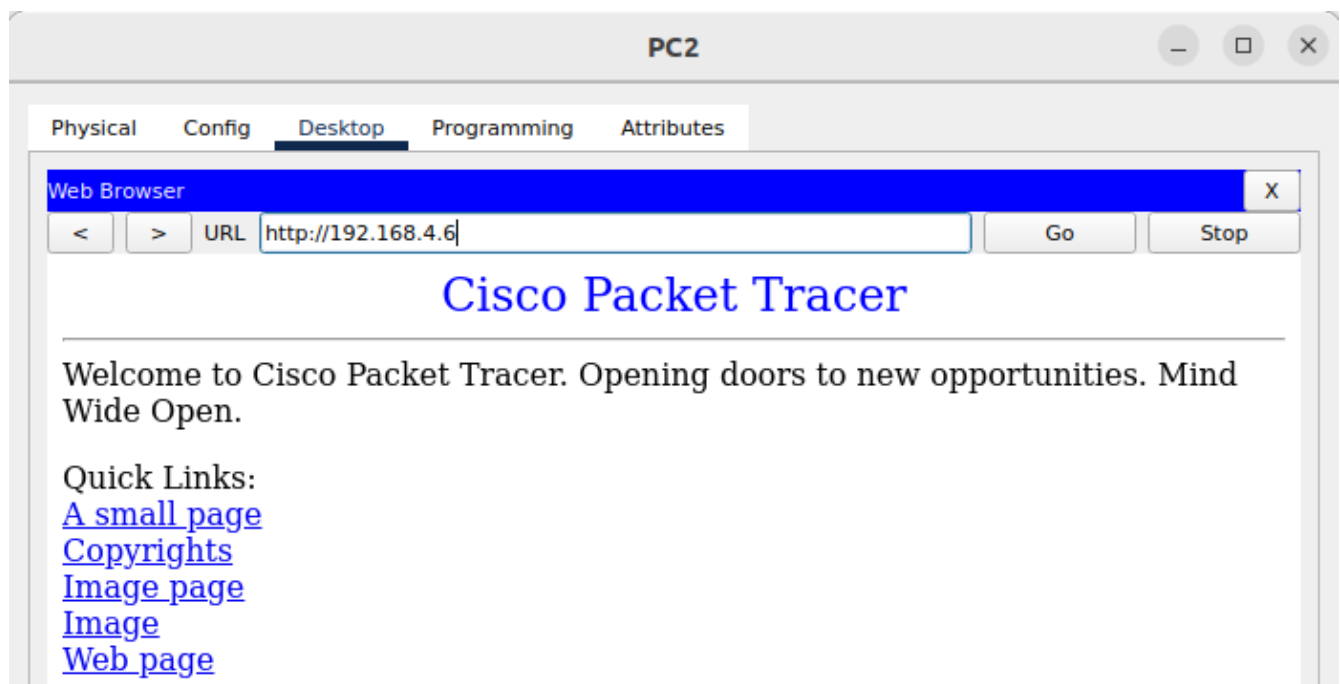 PC2
Physical Config Desktop Programming Attributes
Web Browser X
< > URL http://192.168.4.6 Go Stop
Cisco Packet Tracer
Welcome to Cisco Packet Tracer. Opening doors to new opportunities. Mind
Wide Open.
Quick Links:
A small page
Copyrights
Image page
Image
Web page